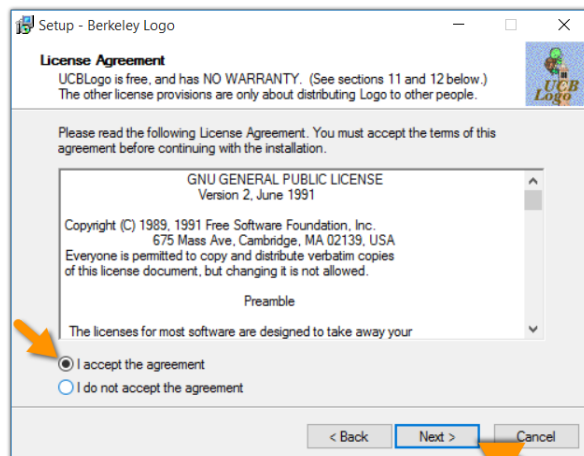 Setup - Berkeley Logo
License Agreement
UCBLogo is free, and has NO WARRANTY. (See sections 11 and 12 below.)
The other license provisions are only about distributing Logo to other people.
UCB
Logo
Please read the following License Agreement. You must accept the terms of this
agreement before continuing with the installation.
GNU GENERAL PUBLIC LICENSE
Version 2, June 1991
Copyright (C) 1989, 1991 Free Software Foundation, Inc.
675 Mass Ave, Cambridge, MA 02139, USA
Everyone is permitted to copy and distribute verbatim copies
of this license document, but changing it is not allowed.
Preamble
The licenses for most software are designed to take away your
I accept the agreement
I do not accept the agreement
< Back Next > Cancel